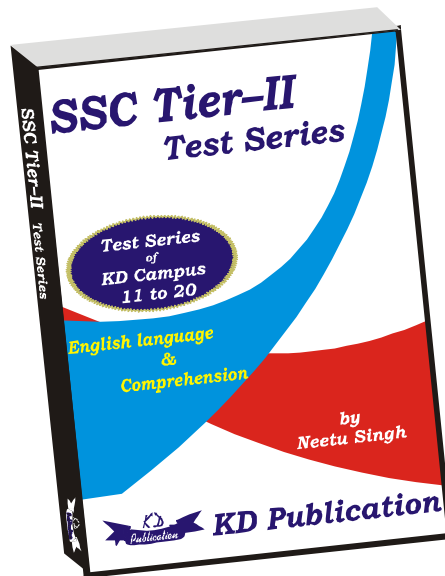 SSC Tier–II
Test Series
SSC Tier–II Test Series
Test Series
of
KD Campus
11 to 20
English language
&
Comprehension
by
Neetu Singh
KD
Publication
KD Publication